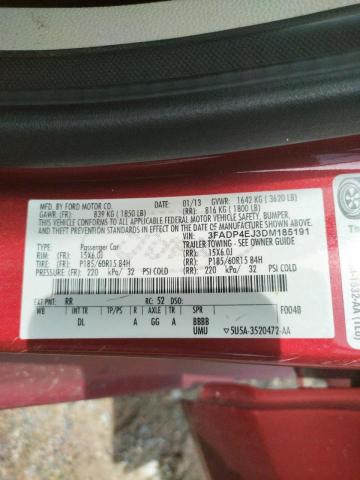 MFD. BY FORD MOTOR CO. DATE: 01/13 GVWR: 1642 KG ( 3620 LB)
GAWR: (FR): 839 KG ( 1850 LB) (RR): 816 KG ( 1800 LB)
THIS VEHICLE CONFORMS TO ALL APPLICABLE FEDERAL MOTOR VEHICLE SAFETY, BUMPER,
AND THEFT PREVENTION STANDARDS IN EFFECT ON THE DATE OF MANUFACTURE SHOWN ABOVE.
VIN: 3FADP4EJ3DM185191
TYPE: Passenger Car TRAILER TOWING - SEE OWNER GUIDE
RIM: (FR): 15X6.0J (RR): 15X6.0J
TIRE: (FR): P185/60R15 84H (RR): P185/60R15 84H
PRESSURE: (FR): 220 kPa/ 32 PSI COLD (RR): 220 kPa/ 32 PSI COLD
EXT PNT: RR RC: 52 DSO: F0048
WB INT TR TP/PS R AXLE TR SPR
DL A GG A BBBB
UMU 5U5A-3520472-AA